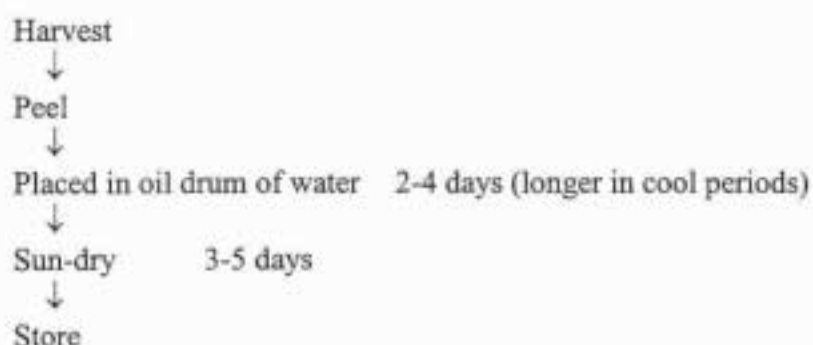 Harvest
↓
Peel
↓
Placed in oil drum of water 2-4 days (longer in cool periods)
↓
Sun-dry 3-5 days
↓
Store